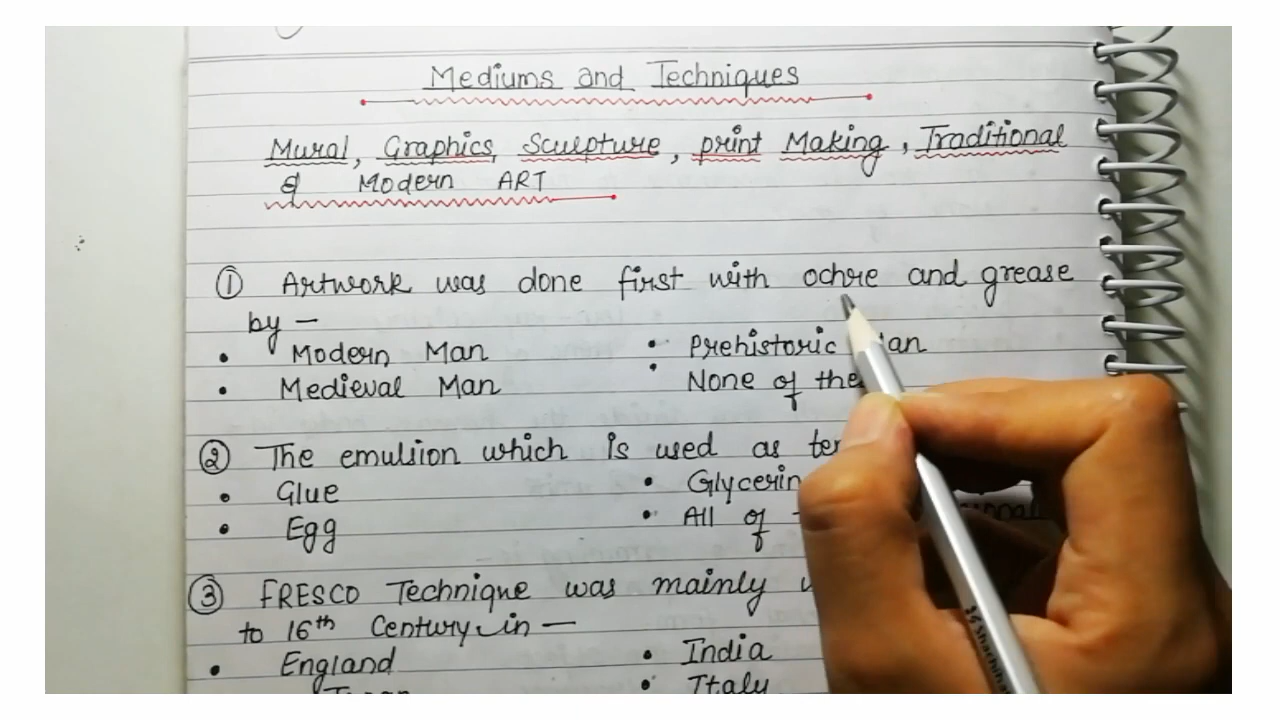 Mediums and Techniques
Mural, Graphics, Sculpture, print Making, Traditional
& Modern ART
① Artwork was done first with ochre and grease
by –
• Modern Man • Prehistoric
• Medieval Man • None of the
② The emulsion which is used as
• Glue • Glycerin
• Egg • All of
③ FRESCO Technique was mainly
to 16th Century in –
• England • India
• Italy